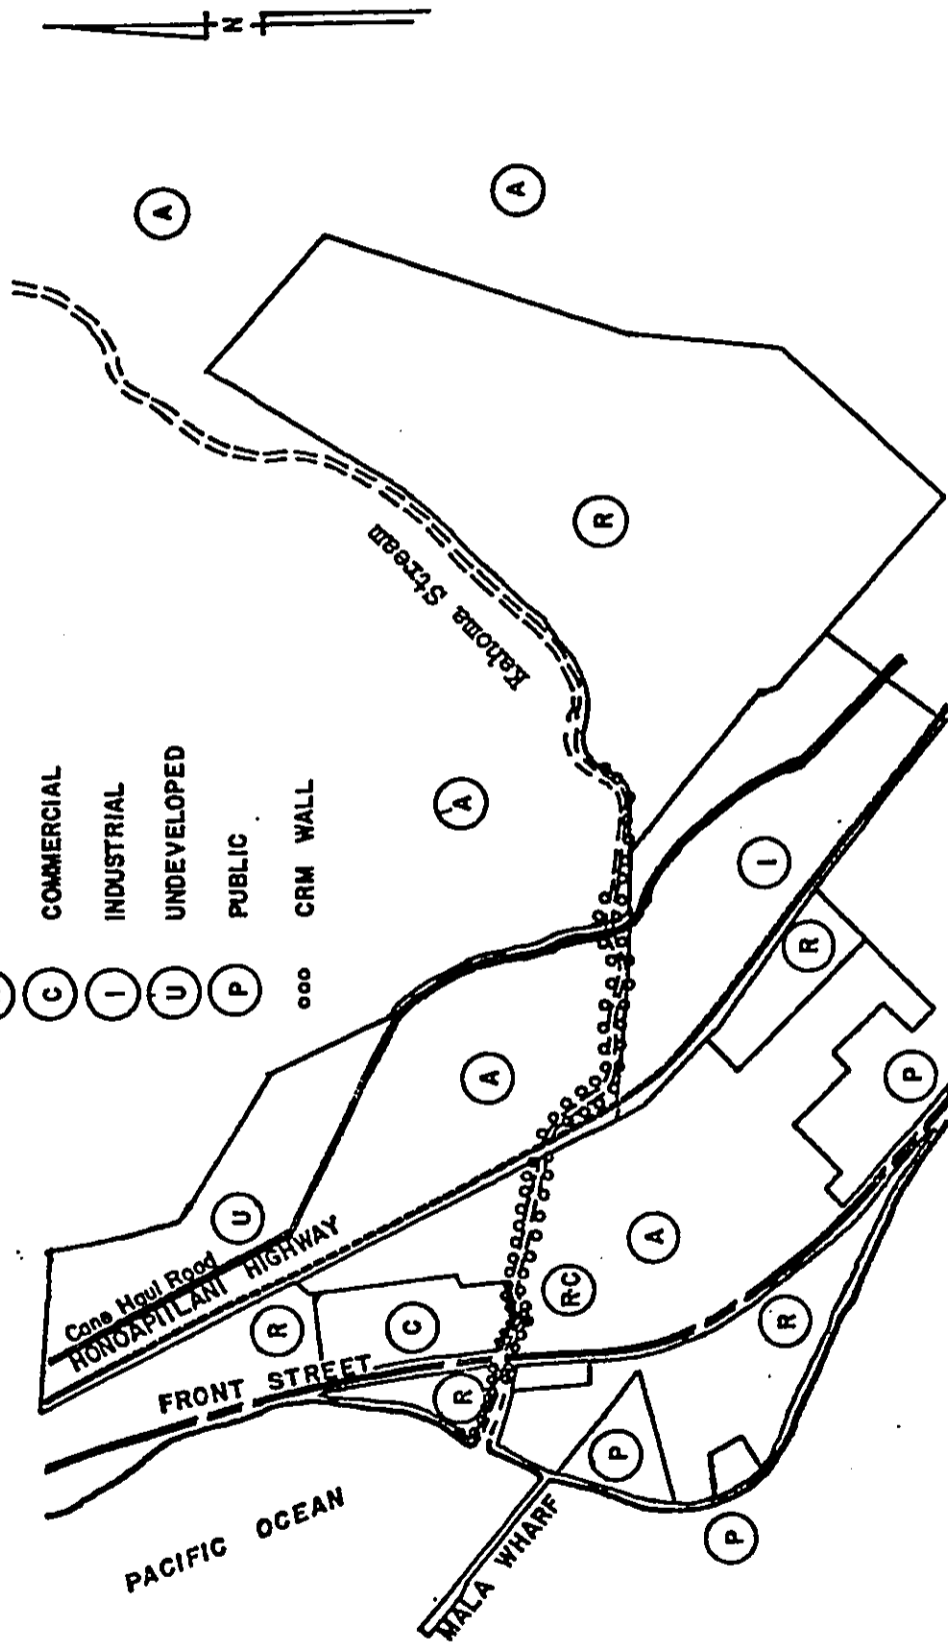 N
A
A
C COMMERCIAL
I INDUSTRIAL
U UNDEVELOPED
P PUBLIC
ooo CRM WALL
Kahoma Stream
R
A
A
U
Cane Haul Road
HONOAPIILANI HIGHWAY
R
C
FRONT STREET
R
R-C
A
I
R
P
R
P
P
PACIFIC OCEAN
MALA WHARF